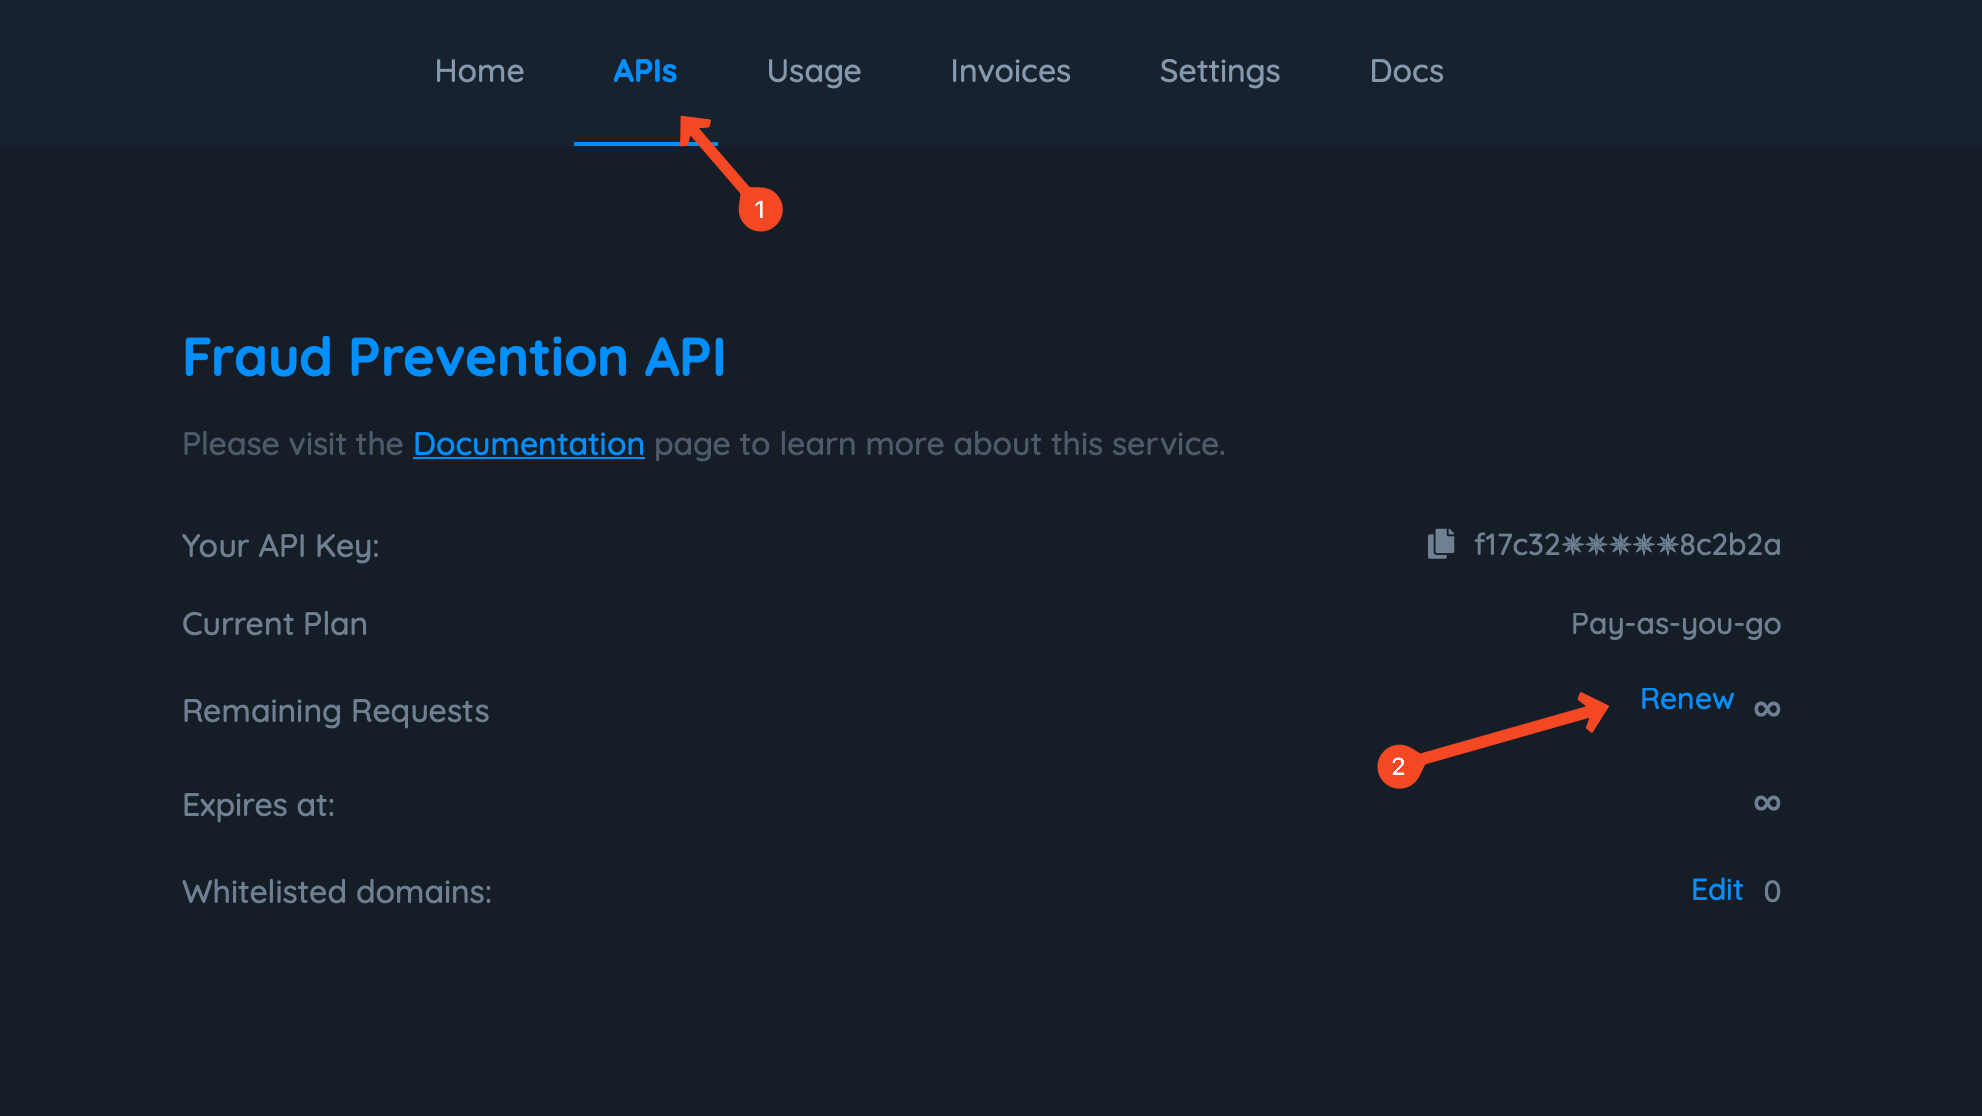 Home APIs Usage Invoices Settings Docs
1
Fraud Prevention API
Please visit the Documentation page to learn more about this service.
Your API Key: f17c32✷✷✷✷✷8c2b2a
Current Plan Pay-as-you-go
Remaining Requests Renew ∞
2
Expires at: ∞
Whitelisted domains: Edit 0